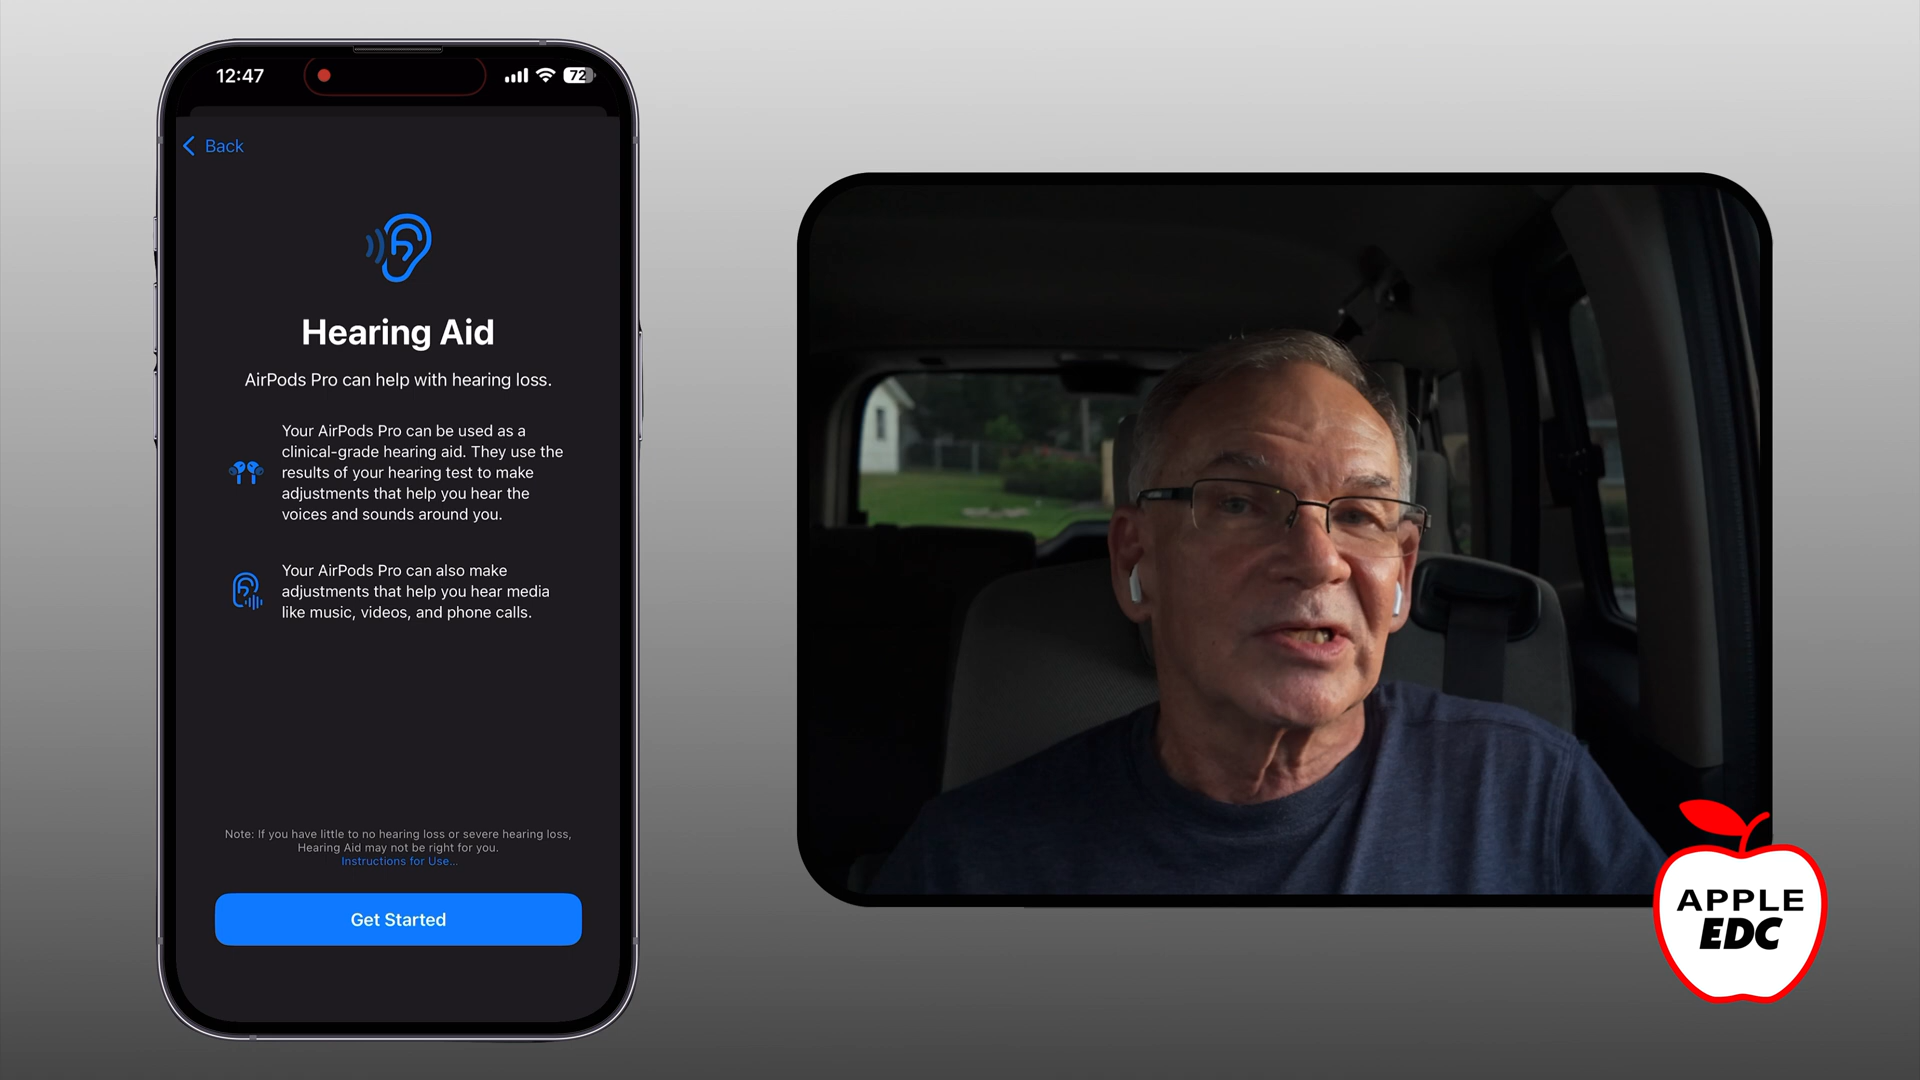 12:47
72
Back
Hearing Aid
AirPods Pro can help with hearing loss.
Your AirPods Pro can be used as a
clinical-grade hearing aid. They use the
results of your hearing test to make
adjustments that help you hear the
voices and sounds around you.
Your AirPods Pro can also make
adjustments that help you hear media
like music, videos, and phone calls.
Note: If you have little to no hearing loss or severe hearing loss,
Hearing Aid may not be right for you.
Instructions for Use...
Get Started
APPLE
EDC